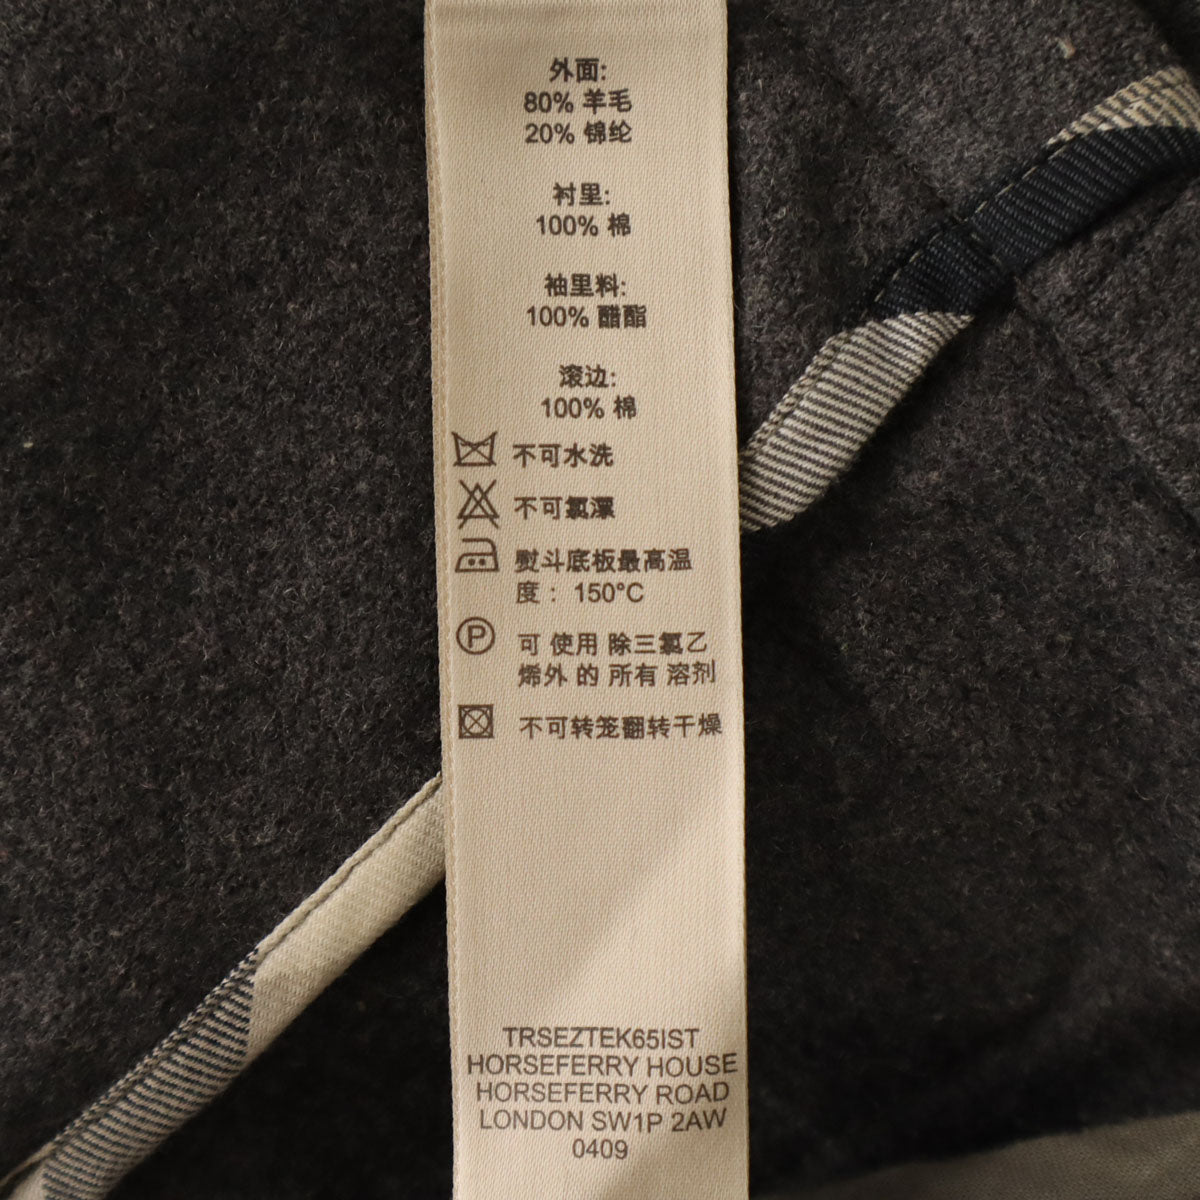 外面:
80% 羊毛
20% 锦纶
衬里:
100% 棉
袖里料:
100% 醋酯
滚边:
100% 棉
不可水洗
不可氯漂
熨斗底板最高温
度： 150°C
P 可 使用 除三氯乙
烯外 的 所有 溶剂
不可转笼翻转干燥
TRSEZTEK65IST
HORSEFERRY HOUSE
HORSEFERRY ROAD
LONDON SW1P 2AW
0409